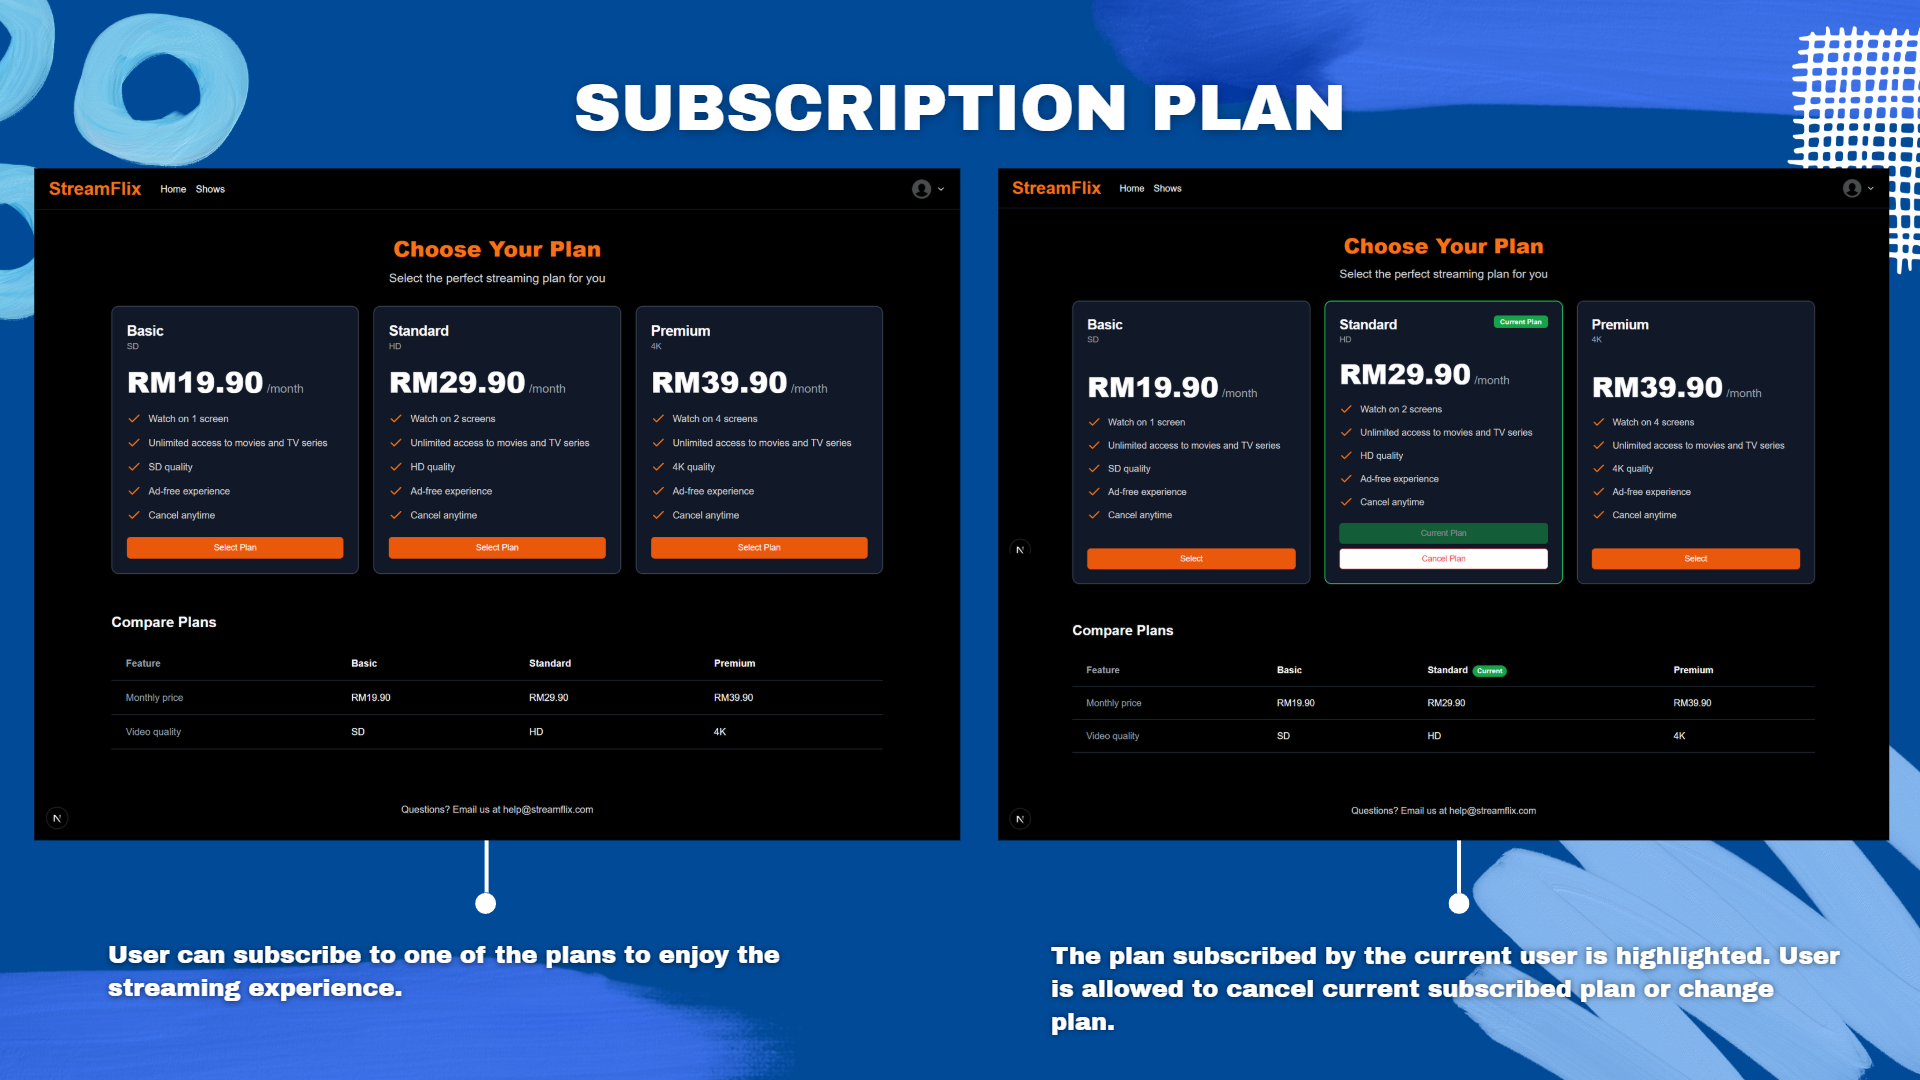 SUBSCRIPTION PLAN
StreamFlix Home Shows
Choose Your Plan
Select the perfect streaming plan for you
Basic
SD
RM19.90 /month
Watch on 1 screen
Unlimited access to movies and TV series
SD quality
Ad-free experience
Cancel anytime
Select Plan
Standard
HD
RM29.90 /month
Watch on 2 screens
Unlimited access to movies and TV series
HD quality
Ad-free experience
Cancel anytime
Select Plan
Premium
4K
RM39.90 /month
Watch on 4 screens
Unlimited access to movies and TV series
4K quality
Ad-free experience
Cancel anytime
Select Plan
Compare Plans
Feature Basic Standard Premium
Monthly price RM19.90 RM29.90 RM39.90
Video quality SD HD 4K
Questions? Email us at help@streamflix.com
N
User can subscribe to one of the plans to enjoy the
streaming experience.
StreamFlix Home Shows
Choose Your Plan
Select the perfect streaming plan for you
Basic
SD
RM19.90 /month
Watch on 1 screen
Unlimited access to movies and TV series
SD quality
Ad-free experience
Cancel anytime
Select
Standard Current Plan
HD
RM29.90 /month
Watch on 2 screens
Unlimited access to movies and TV series
HD quality
Ad-free experience
Cancel anytime
Current Plan
Cancel Plan
Premium
4K
RM39.90 /month
Watch on 4 screens
Unlimited access to movies and TV series
4K quality
Ad-free experience
Cancel anytime
Select
N
Compare Plans
Feature Basic Standard Current Premium
Monthly price RM19.90 RM29.90 RM39.90
Video quality SD HD 4K
Questions? Email us at help@streamflix.com
N
The plan subscribed by the current user is highlighted. User
is allowed to cancel current subscribed plan or change
plan.